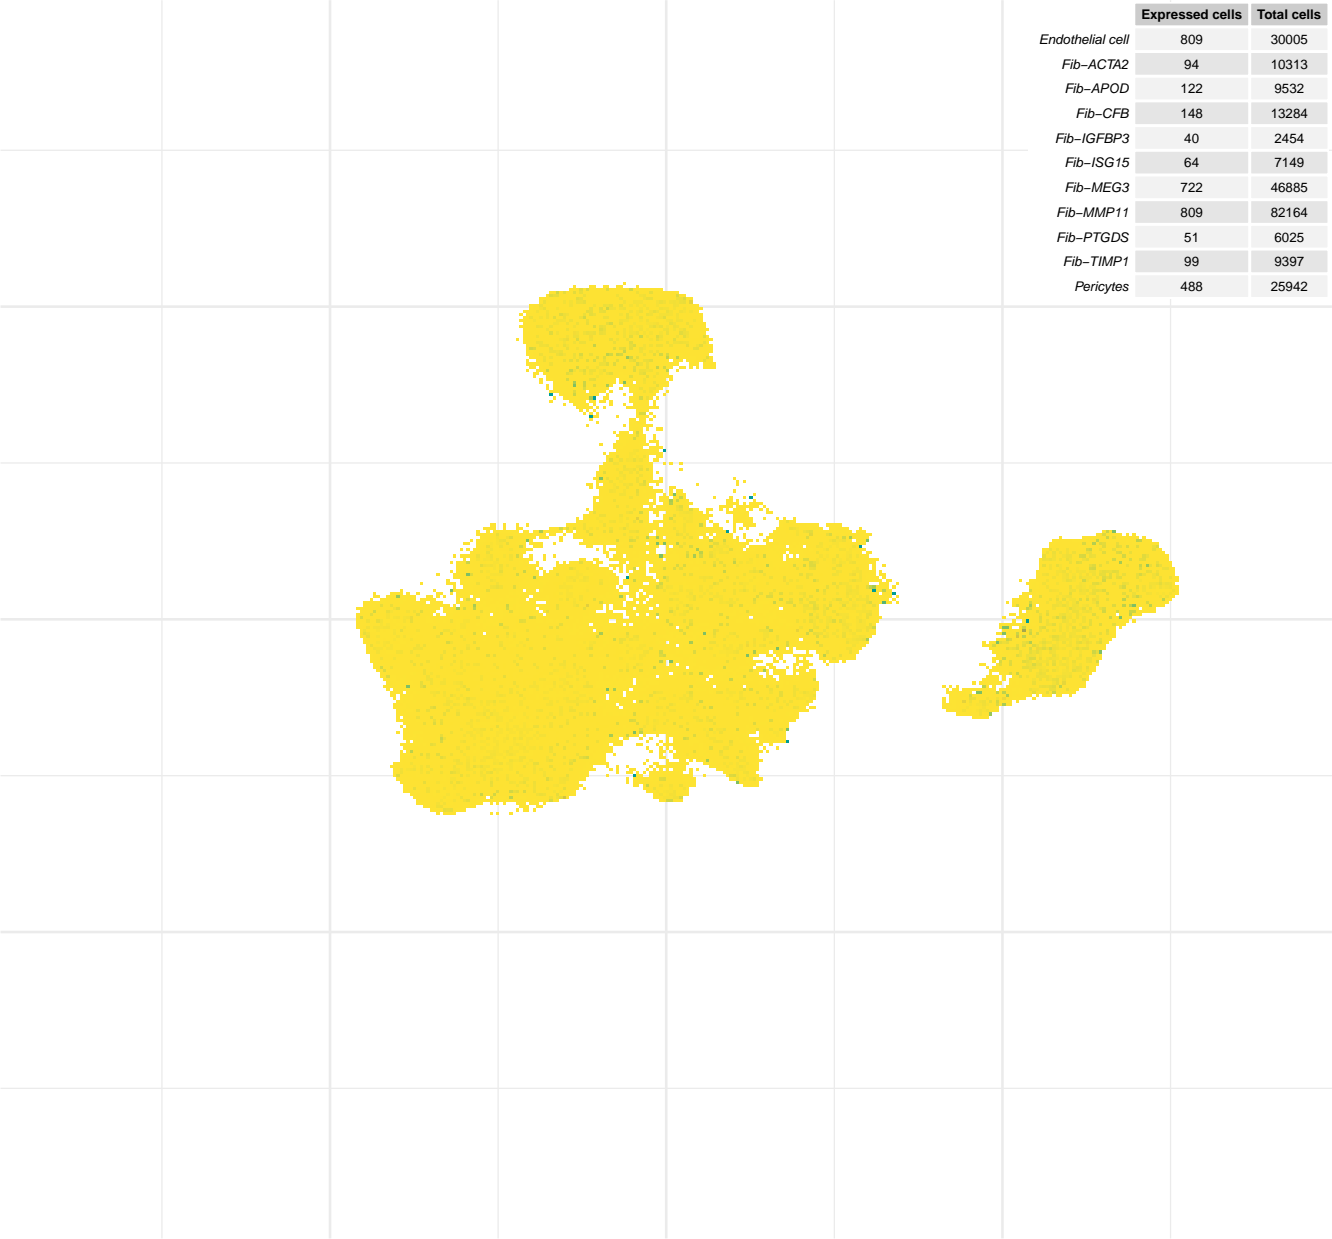 Expressed cells Total cells
Endothelial cell 809 30005
Fib−ACTA2 94 10313
Fib−APOD 122 9532
Fib−CFB 148 13284
Fib−IGFBP3 40 2454
Fib−ISG15 64 7149
Fib−MEG3 722 46885
Fib−MMP11 809 82164
Fib−PTGDS 51 6025
Fib−TIMP1 99 9397
Pericytes 488 25942